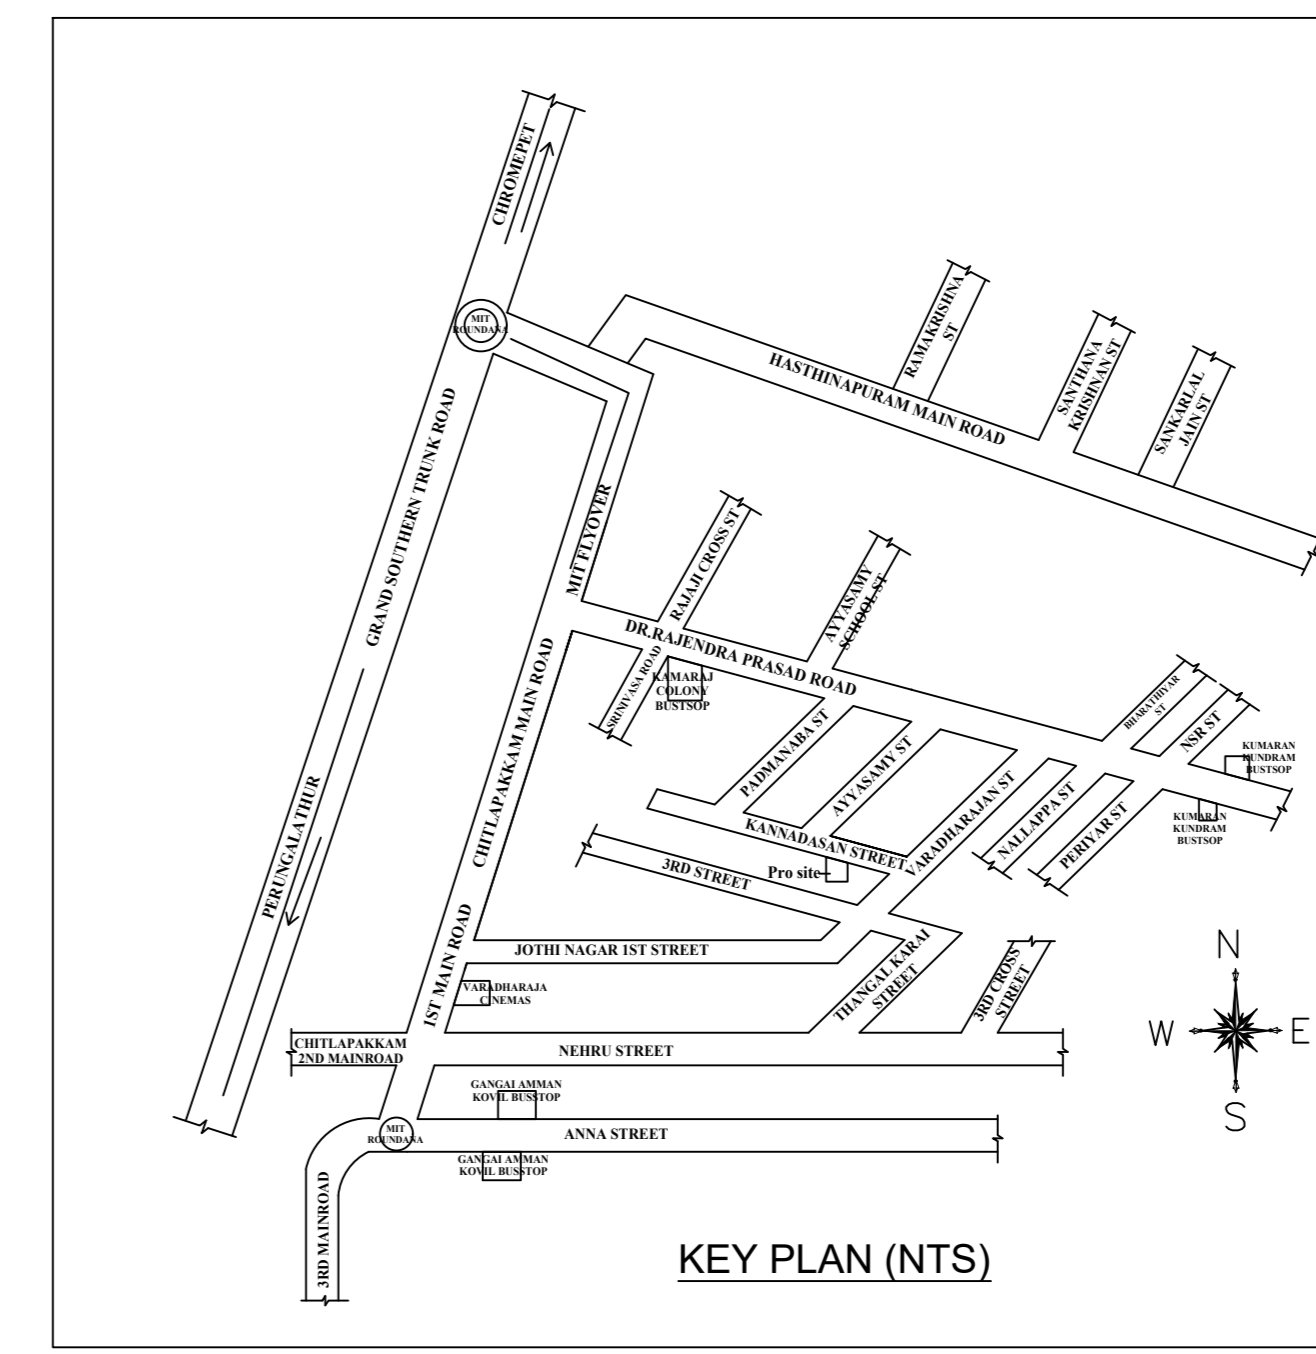 CHROMEPET
MIT
ROUNDANA
RAMAKRISHNA
ST
SANTHANA
KRISHNAN ST
SANKARLAL
JAIN ST
HASTHINAPURAM MAIN ROAD
GRAND SOUTHERN TRUNK ROAD
MIT FLYOVER
RAJAJI CROSS ST
AYYASAMY
SCHOOL ST
DR.RAJENDRA PRASAD ROAD
SRINIVASA ROAD
KAMARAJ
COLONY
BUSTSOP
CHITLAPAKKAM MAIN ROAD
BHARATHIYAR
ST
NSR ST
KUMARAN
KUNDRAM
BUSTSOP
KUMARAN
KUNDRAM
BUSTSOP
PADMANABA ST
AYYASAMY ST
VARADHARAJAN ST
NALLAPPA ST
PERIYAR ST
KANNADASAN STREET
3RD STREET
Pro site
PERUNGALATHUR
1ST MAIN ROAD
JOTHI NAGAR 1ST STREET
VARADHARAJA
CINEMAS
THANGAL KARAI
STREET
3RD CROSS
STREET
N
W
E
S
CHITLAPAKKAM
2ND MAINROAD
NEHRU STREET
GANGAI AMMAN
KOVIL BUSSTOP
MIT
ROUNDANA
ANNA STREET
GANGAI AMMAN
KOVIL BUSSTOP
3RD MAINROAD
KEY PLAN (NTS)